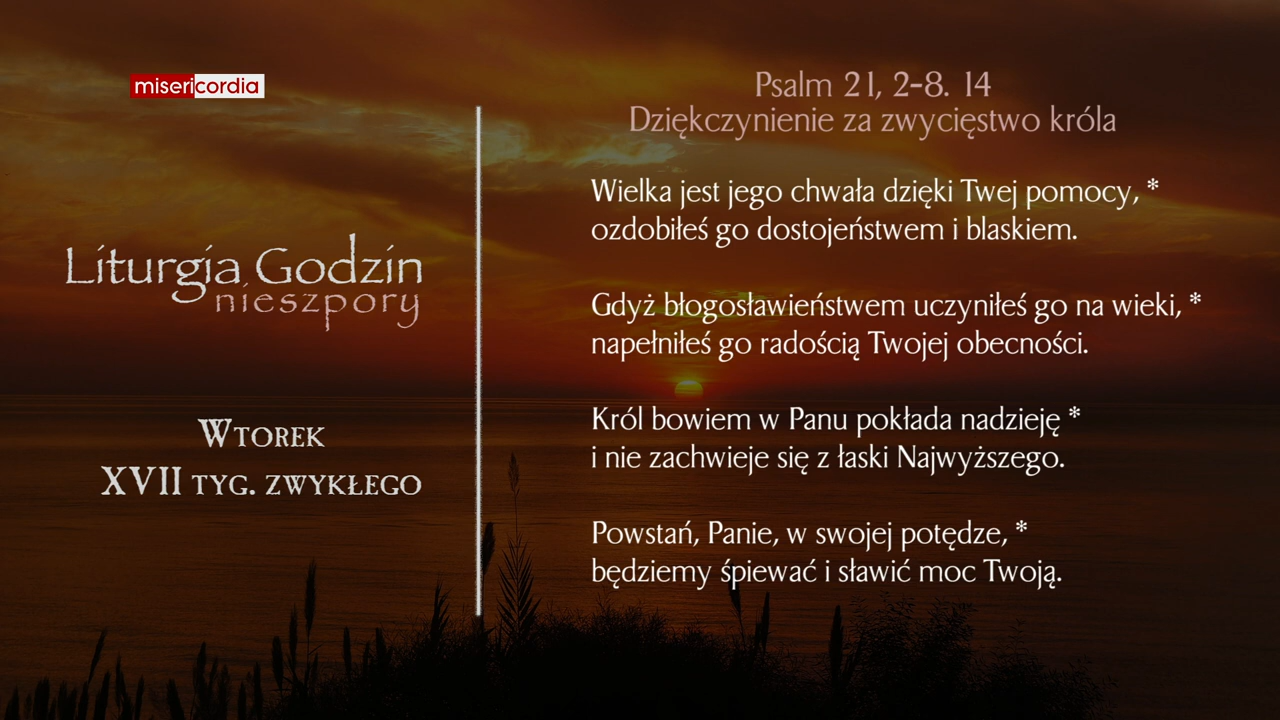 misericordia
Liturgia Godzin
nieszpory
Wtorek
XVII tyg. zwykłego
Psalm 21, 2-8. 14
Dziękczynienie za zwycięstwo króla
Wielka jest jego chwała dzięki Twej pomocy, *
ozdobiłeś go dostojeństwem i blaskiem.
Gdyż błogosławieństwem uczyniłeś go na wieki, *
napełniłeś go radością Twojej obecności.
Król bowiem w Panu pokłada nadzieję *
i nie zachwieje się z łaski Najwyższego.
Powstań, Panie, w swojej potędze, *
będziemy śpiewać i sławić moc Twoją.